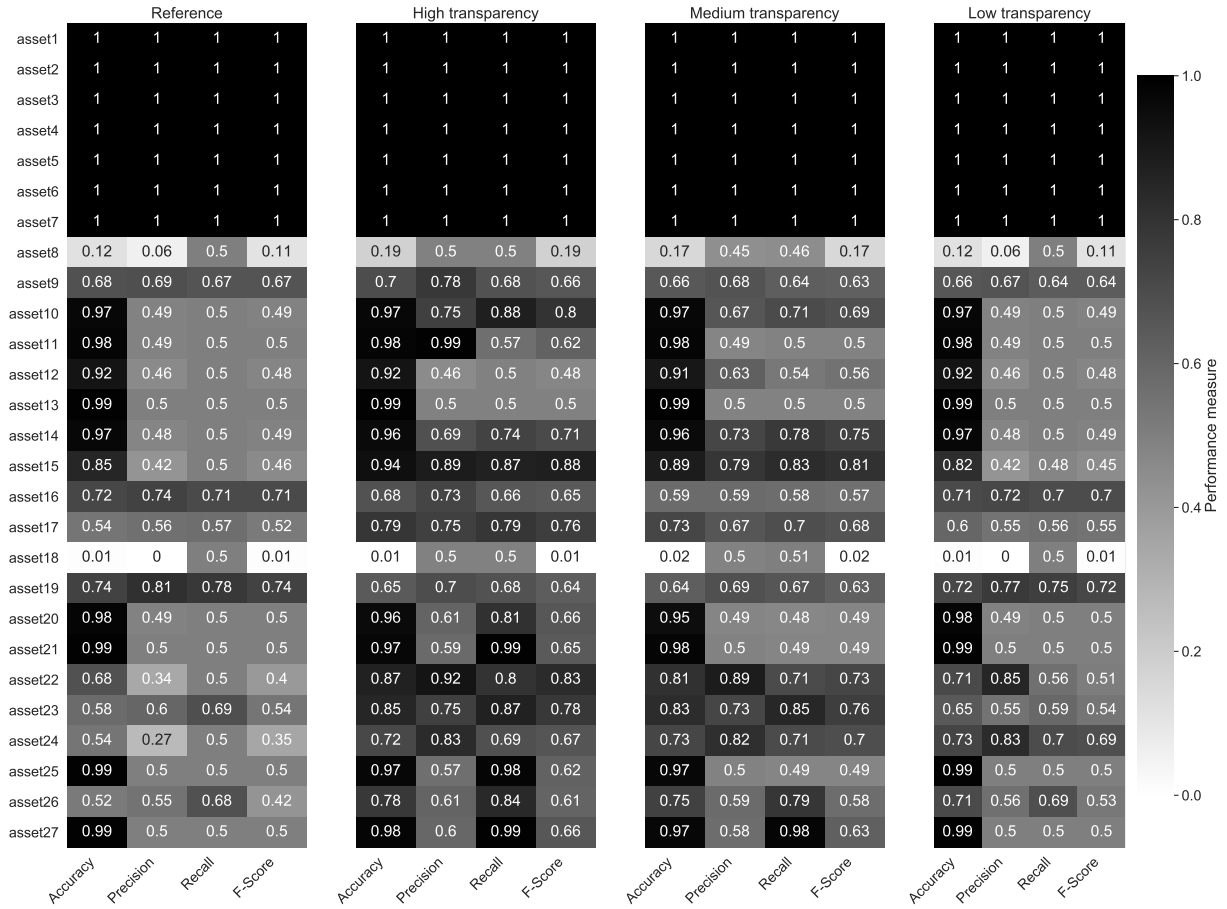 Reference High transparency Medium transparency Low transparency
asset1 1 1 1 1 1 1 1 1 1 1 1 1 1 1 1 1
asset2 1 1 1 1 1 1 1 1 1 1 1 1 1 1 1 1
asset3 1 1 1 1 1 1 1 1 1 1 1 1 1 1 1 1
asset4 1 1 1 1 1 1 1 1 1 1 1 1 1 1 1 1
asset5 1 1 1 1 1 1 1 1 1 1 1 1 1 1 1 1
asset6 1 1 1 1 1 1 1 1 1 1 1 1 1 1 1 1
asset7 1 1 1 1 1 1 1 1 1 1 1 1 1 1 1 1
asset8 0.12 0.06 0.5 0.11 0.19 0.5 0.5 0.19 0.17 0.45 0.46 0.17 0.12 0.06 0.5 0.11
asset9 0.68 0.69 0.67 0.67 0.7 0.78 0.68 0.66 0.66 0.68 0.64 0.63 0.66 0.67 0.64 0.64
asset10 0.97 0.49 0.5 0.49 0.97 0.75 0.88 0.8 0.97 0.67 0.71 0.69 0.97 0.49 0.5 0.49
asset11 0.98 0.49 0.5 0.5 0.98 0.99 0.57 0.62 0.98 0.49 0.5 0.5 0.98 0.49 0.5 0.5
asset12 0.92 0.46 0.5 0.48 0.92 0.46 0.5 0.48 0.91 0.63 0.54 0.56 0.92 0.46 0.5 0.48
asset13 0.99 0.5 0.5 0.5 0.99 0.5 0.5 0.5 0.99 0.5 0.5 0.5 0.99 0.5 0.5 0.5
asset14 0.97 0.48 0.5 0.49 0.96 0.69 0.74 0.71 0.96 0.73 0.78 0.75 0.97 0.48 0.5 0.49
asset15 0.85 0.42 0.5 0.46 0.94 0.89 0.87 0.88 0.89 0.79 0.83 0.81 0.82 0.42 0.48 0.45
asset16 0.72 0.74 0.71 0.71 0.68 0.73 0.66 0.65 0.59 0.59 0.58 0.57 0.71 0.72 0.7 0.7
asset17 0.54 0.56 0.57 0.52 0.79 0.75 0.79 0.76 0.73 0.67 0.7 0.68 0.6 0.55 0.56 0.55
asset18 0.01 0 0.5 0.01 0.01 0.5 0.5 0.01 0.02 0.5 0.51 0.02 0.01 0 0.5 0.01
asset19 0.74 0.81 0.78 0.74 0.65 0.7 0.68 0.64 0.64 0.69 0.67 0.63 0.72 0.77 0.75 0.72
asset20 0.98 0.49 0.5 0.5 0.96 0.61 0.81 0.66 0.95 0.49 0.48 0.49 0.98 0.49 0.5 0.5
asset21 0.99 0.5 0.5 0.5 0.97 0.59 0.99 0.65 0.98 0.5 0.49 0.49 0.99 0.5 0.5 0.5
asset22 0.68 0.34 0.5 0.4 0.87 0.92 0.8 0.83 0.81 0.89 0.71 0.73 0.71 0.85 0.56 0.51
asset23 0.58 0.6 0.69 0.54 0.85 0.75 0.87 0.78 0.83 0.73 0.85 0.76 0.65 0.55 0.59 0.54
asset24 0.54 0.27 0.5 0.35 0.72 0.83 0.69 0.67 0.73 0.82 0.71 0.7 0.73 0.83 0.7 0.69
asset25 0.99 0.5 0.5 0.5 0.97 0.57 0.98 0.62 0.97 0.5 0.49 0.49 0.99 0.5 0.5 0.5
asset26 0.52 0.55 0.68 0.42 0.78 0.61 0.84 0.61 0.75 0.59 0.79 0.58 0.71 0.56 0.69 0.53
asset27 0.99 0.5 0.5 0.5 0.98 0.6 0.99 0.66 0.97 0.58 0.98 0.63 0.99 0.5 0.5 0.5
Accuracy Precision Recall F-Score Accuracy Precision Recall F-Score Accuracy Precision Recall F-Score Accuracy Precision Recall F-Score
1.0
0.8
0.6
0.4
0.2
0.0
Performance measure